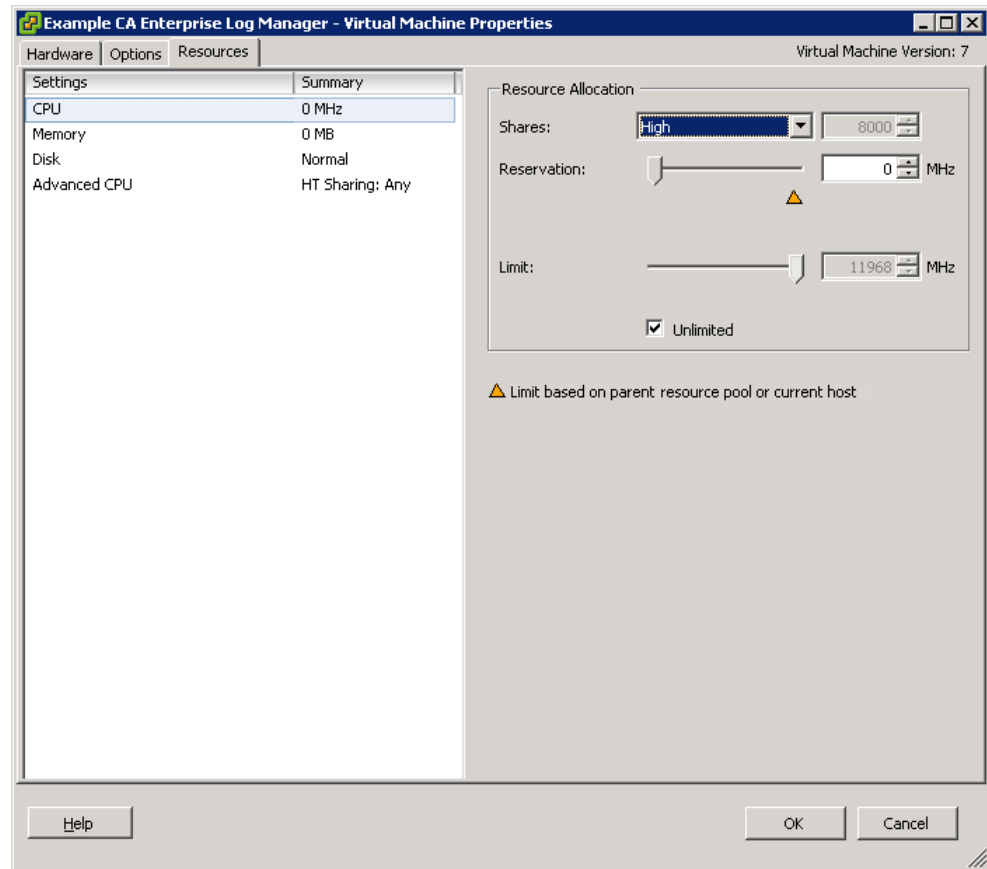 Example CA Enterprise Log Manager - Virtual Machine Properties
Hardware Options Resources Virtual Machine Version: 7
Settings Summary
CPU 0 MHz
Memory 0 MB
Disk Normal
Advanced CPU HT Sharing: Any
Resource Allocation
Shares: High 8000
Reservation: 0 MHz
Limit: 11968 MHz
Unlimited
Limit based on parent resource pool or current host
Help OK Cancel